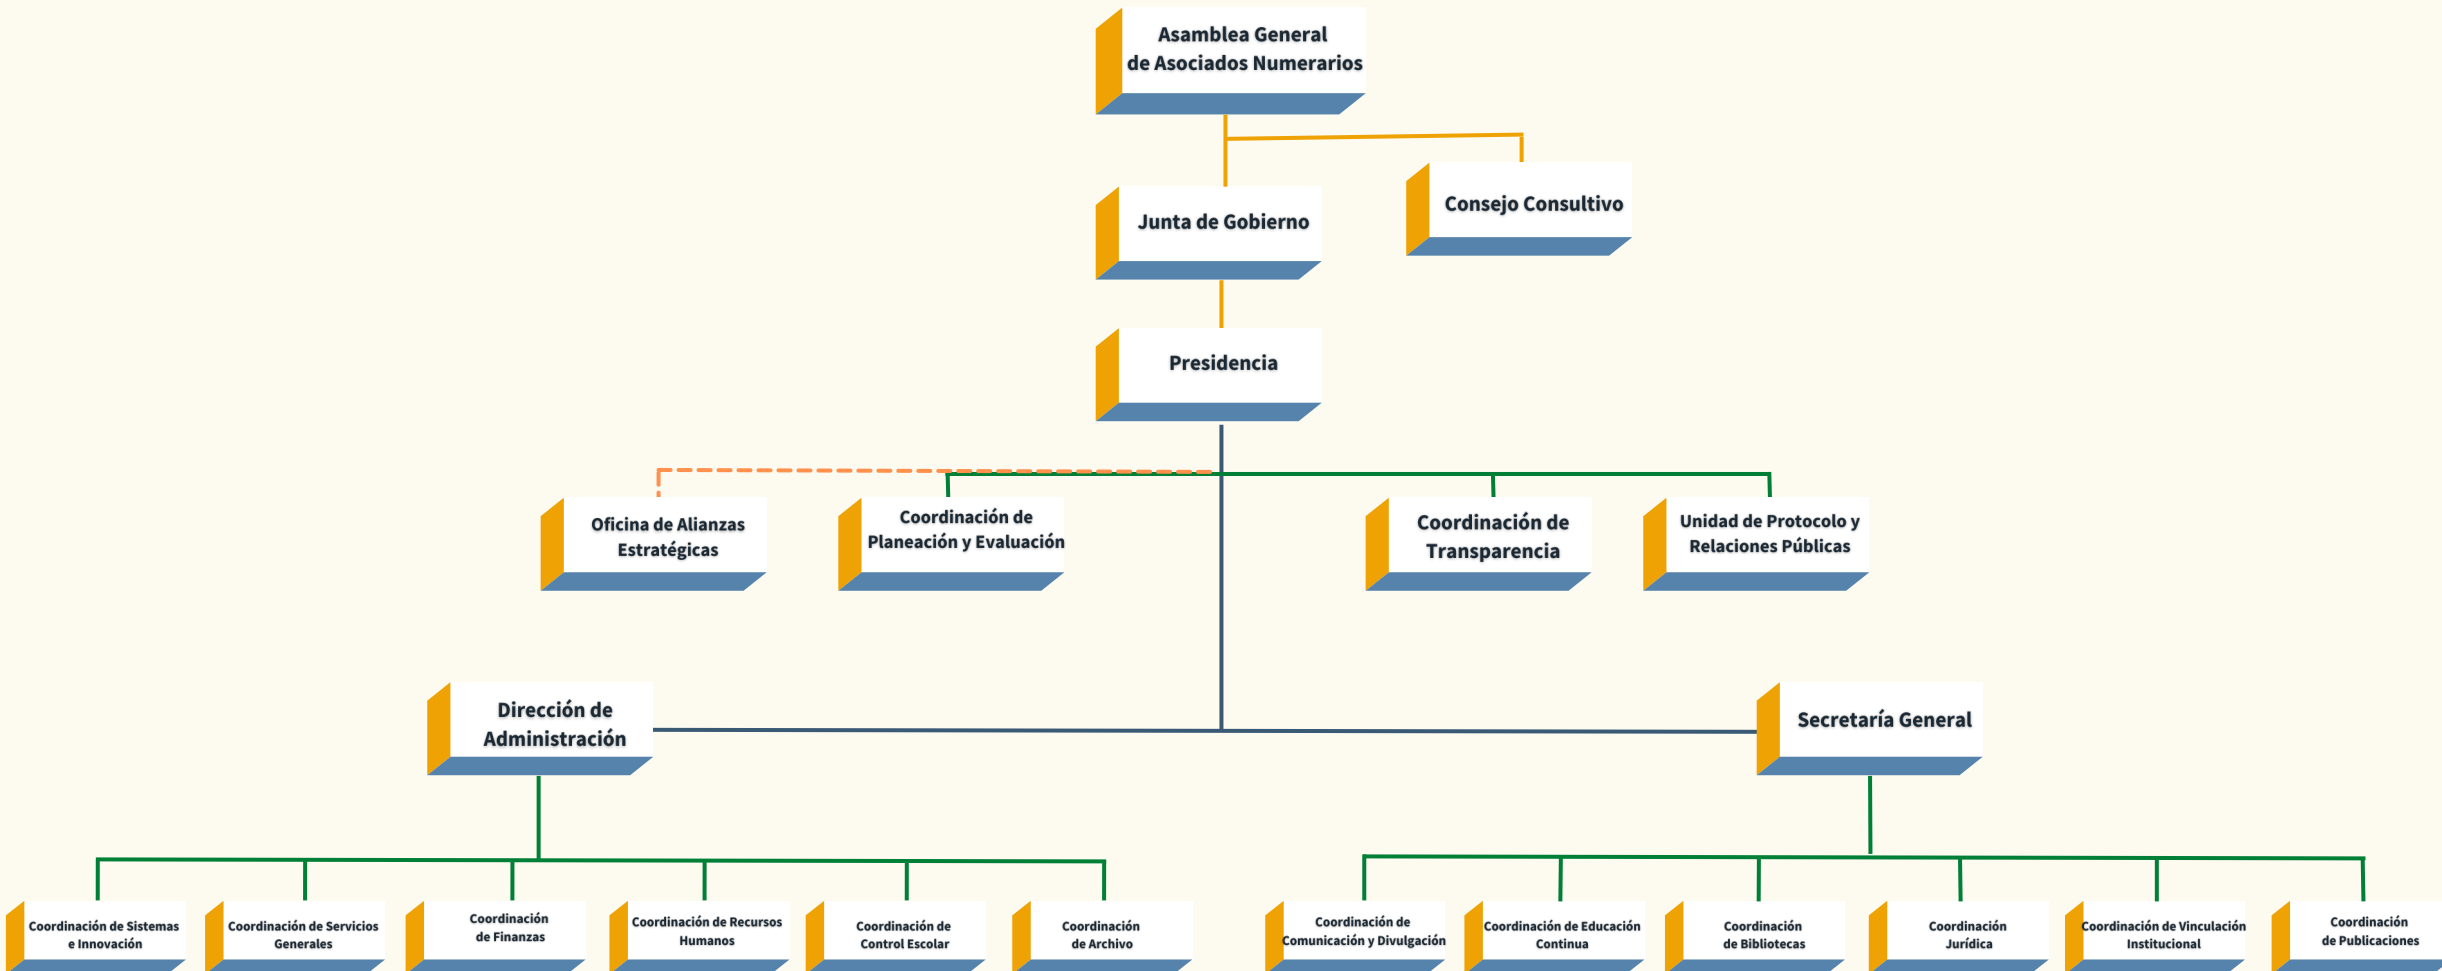 Asamblea General
de Asociados Numerarios
Junta de Gobierno
Consejo Consultivo
Presidencia
Oficina de Alianzas
Estratégicas
Coordinación de
Planeación y Evaluación
Coordinación de
Transparencia
Unidad de Protocolo y
Relaciones Públicas
Dirección de
Administración
Secretaría General
Coordinación de Sistemas
e Innovación
Coordinación de Servicios
Generales
Coordinación
de Finanzas
Coordinación de Recursos
Humanos
Coordinación de
Control Escolar
Coordinación
de Archivo
Coordinación de
Comunicación y Divulgación
Coordinación de Educación
Continua
Coordinación
de Bibliotecas
Coordinación
Jurídica
Coordinación de Vinculación
Institucional
Coordinación
de Publicaciones